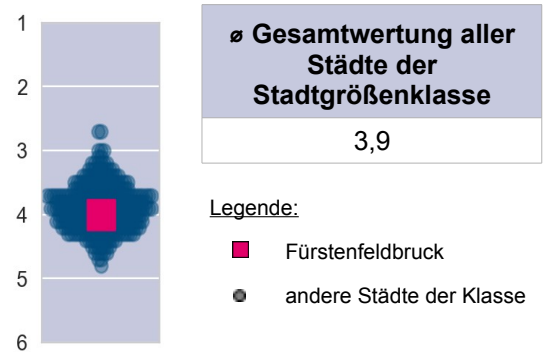 1
2
3
4
5
6
ø Gesamtwertung aller
Städte der
Stadtgrößenklasse
3,9
Legende:
Fürstenfeldbruck
andere Städte der Klasse